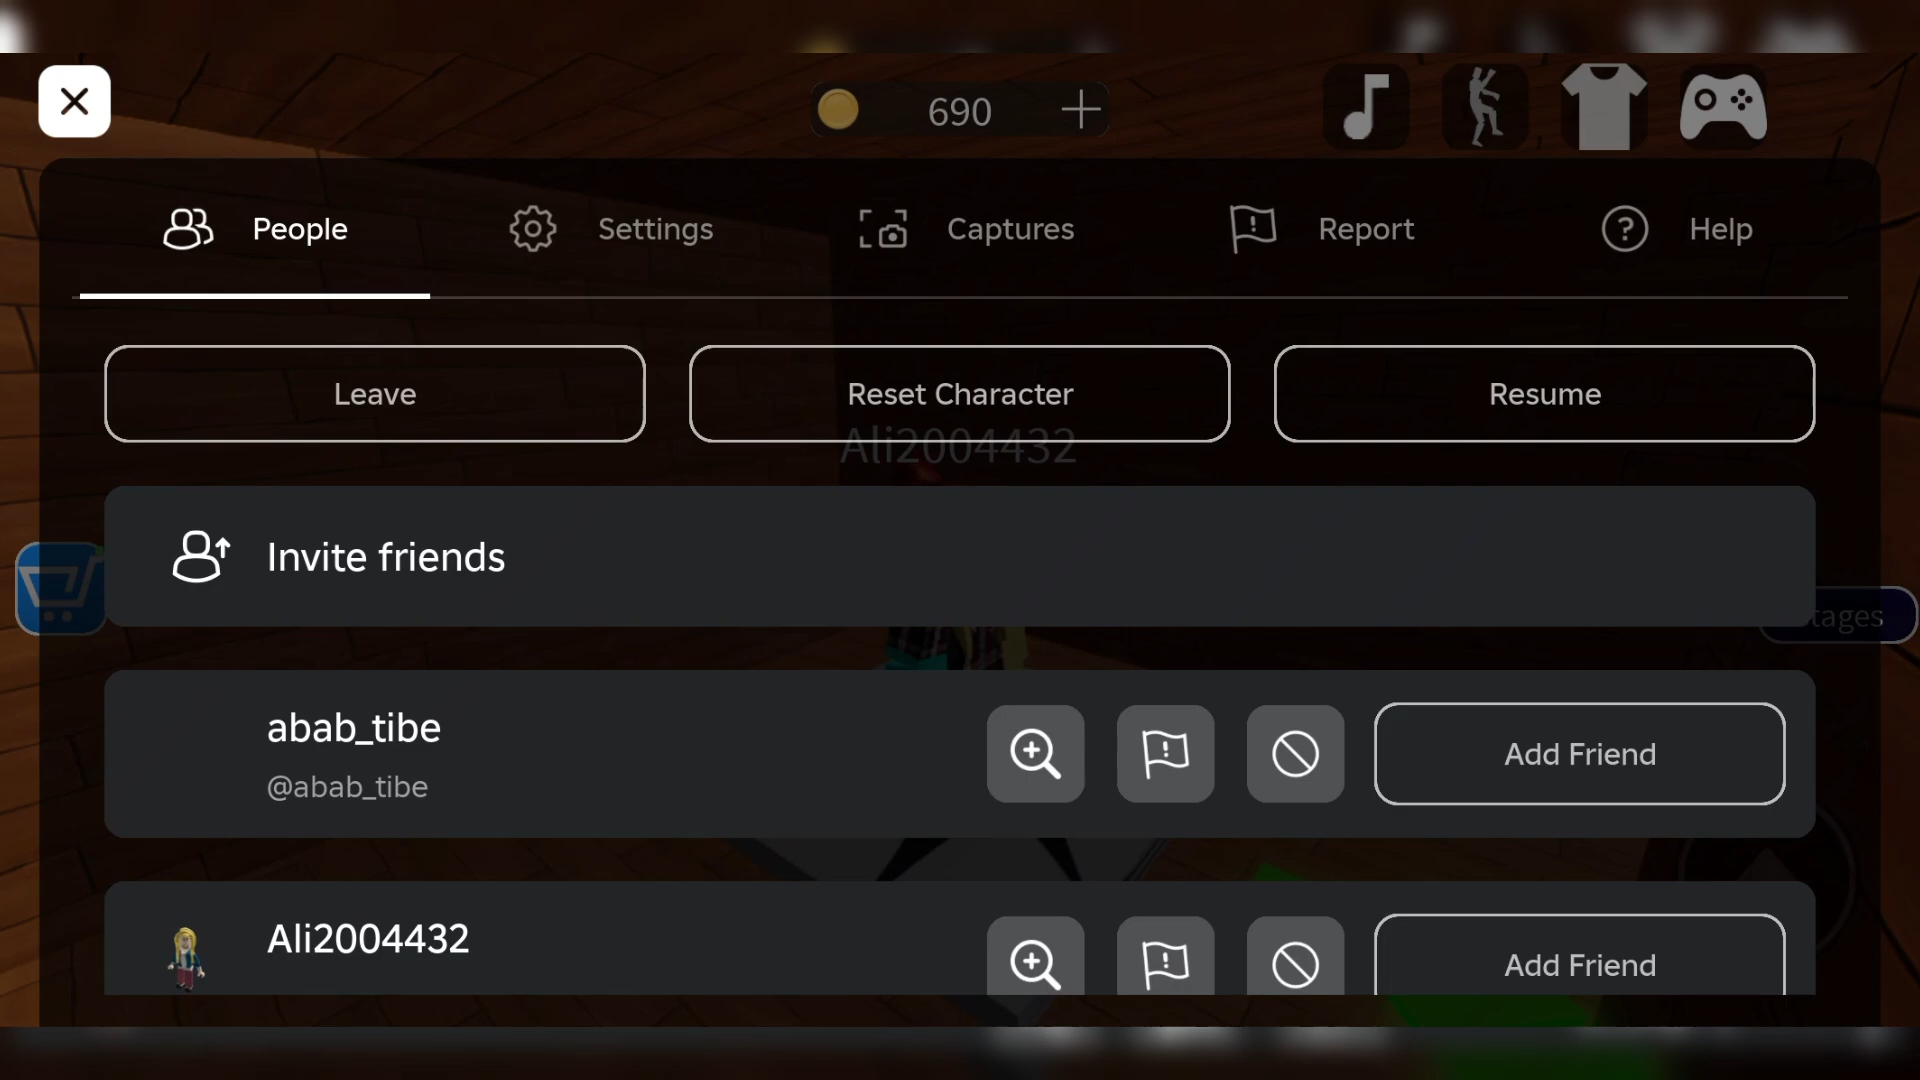 690
People
Settings
Captures
Report
Help
Leave
Reset Character
Resume
Ali2004432
Invite friends
tages
abab_tibe
@abab_tibe
Add Friend
Ali2004432
Add Friend